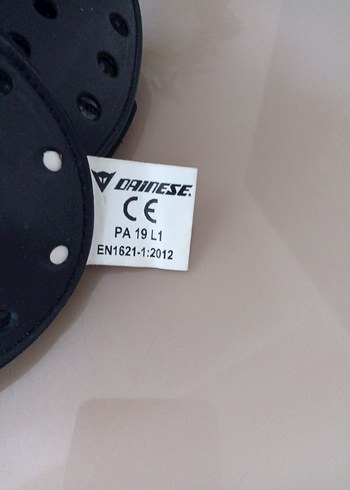 DAINESE.
CE
PA 19 L1
EN1621-1:2012